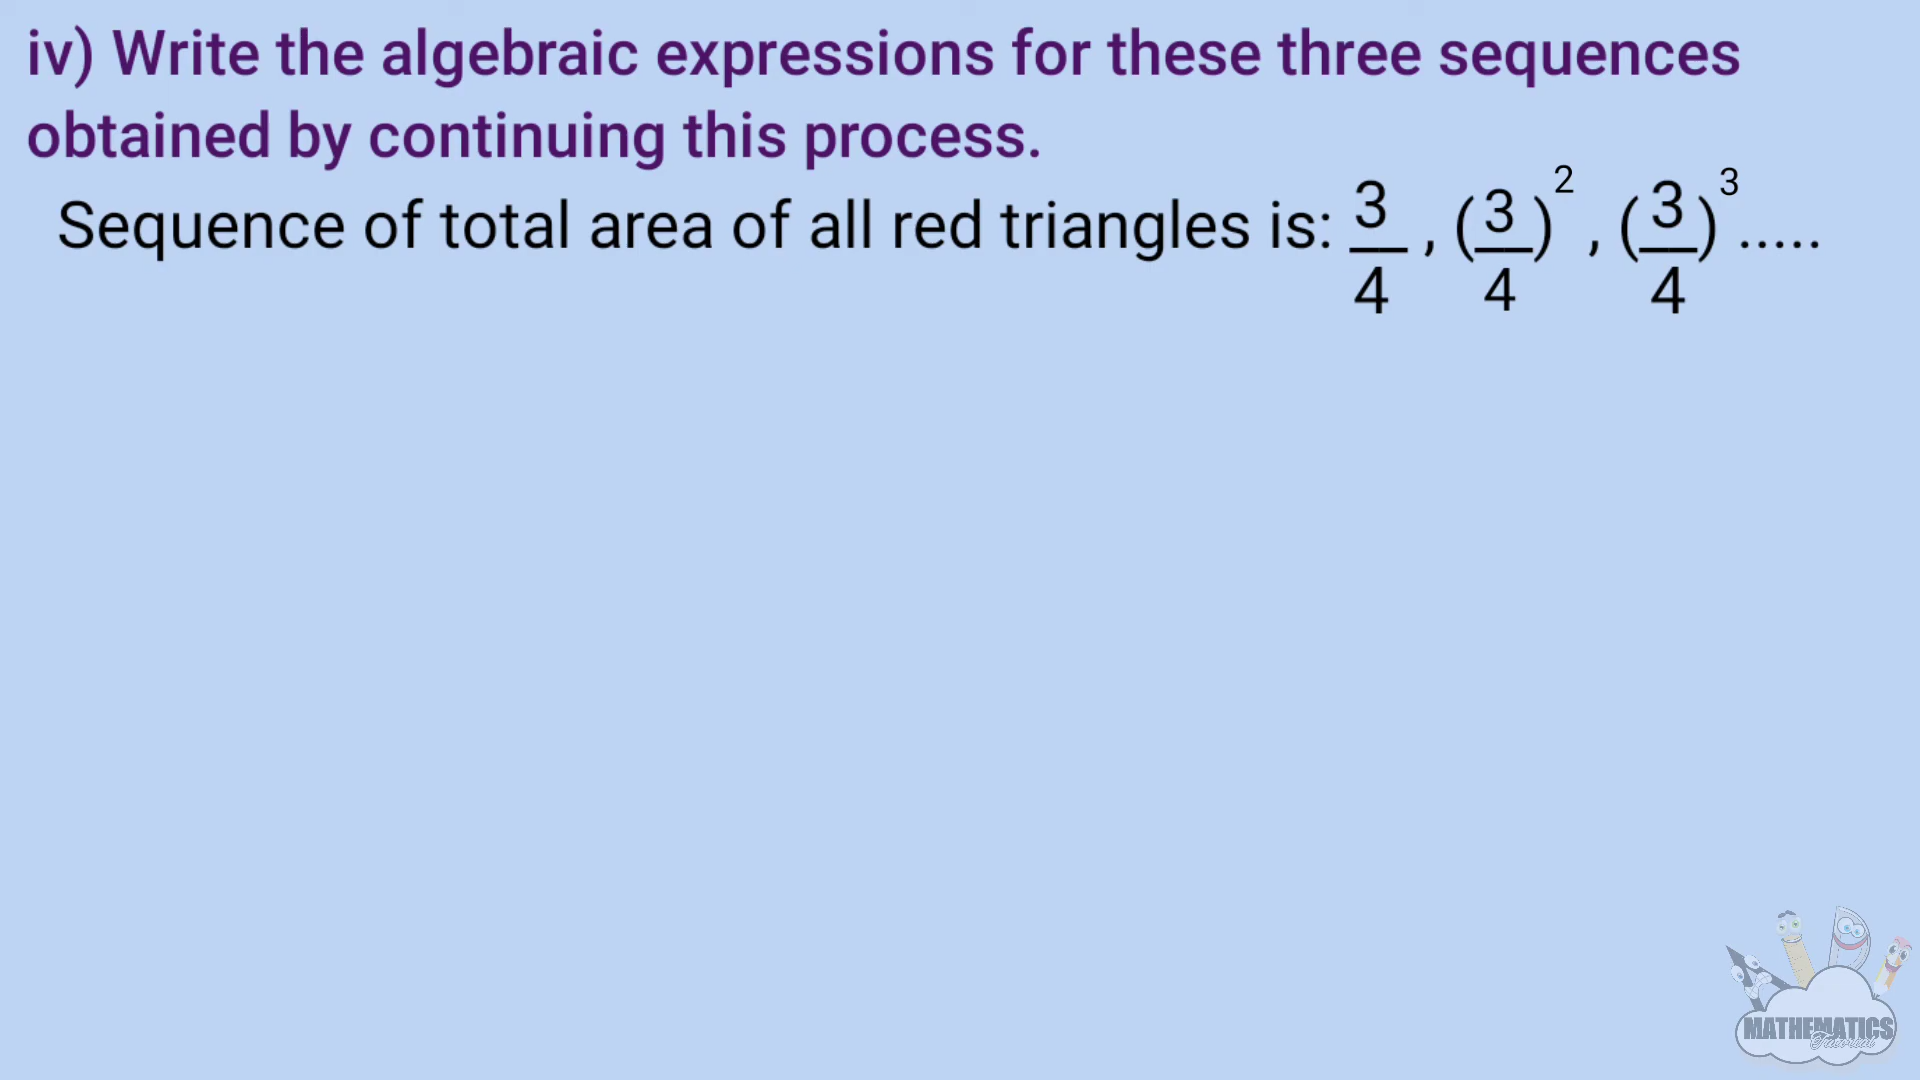 iv) Write the algebraic expressions for these three sequences
obtained by continuing this process.
Sequence of total area of all red triangles is: 3/4 , (3/4)² , (3/4)³.....
MATHEMATICS
Tutorial